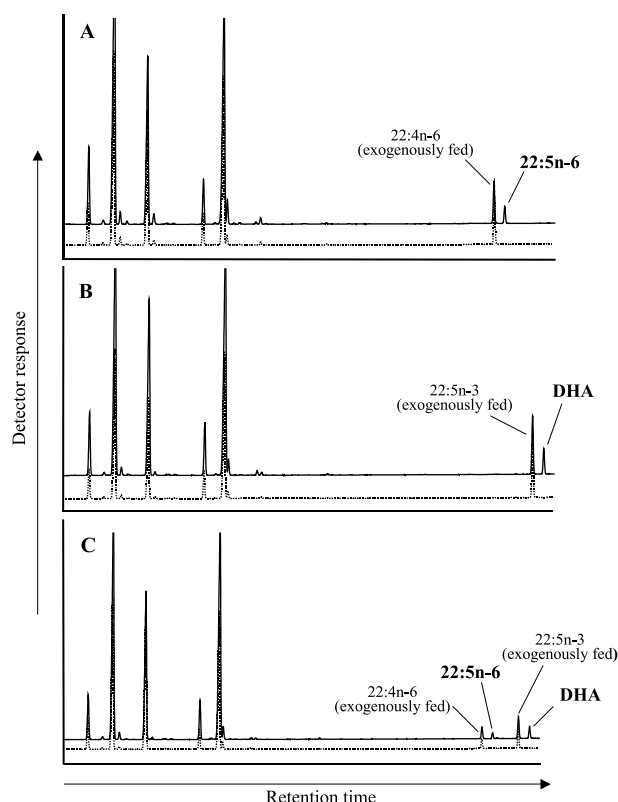 A
22:4n-6
(exogenously fed)
22:5n-6
B
22:5n-3
(exogenously fed)
DHA
C
22:5n-3
(exogenously fed)
22:5n-6
22:4n-6
(exogenously fed)
DHA
Detector response
Retention time